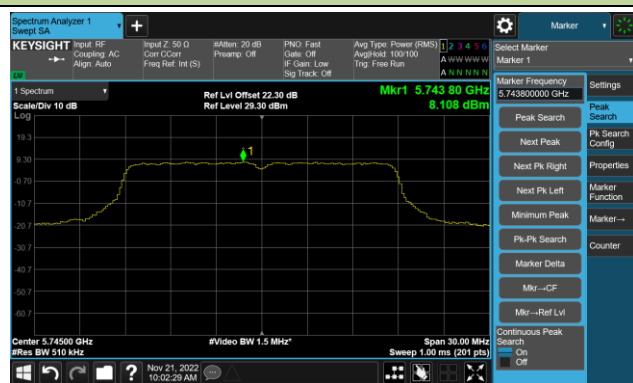 Spectrum Analyzer 1
Swept SA
+
Marker
KEYSIGHT
Input: RF
Coupling: AC
Align: Auto
Input Z: 50 Ω
Corr CCorr
Freq Ref: Int (S)
#Atten: 20 dB
Preamp: Off
PNO: Fast
Gate: Off
IF Gain: Low
Sig Track: Off
Avg Type: Power (RMS)
Avg|Hold: 100/100
Trig: Free Run
1 2 3 4 5 6
A W W W W W
A N N N N N
Select Marker
Marker 1
1 Spectrum
Scale/Div 10 dB
Log
Ref Lvl Offset 22.30 dB
Ref Level 29.30 dBm
Mkr1 5.743 80 GHz
8.108 dBm
19.3
9.30
-0.70
-10.7
-20.7
-30.7
-40.7
-50.7
-60.7
1
Center 5.74500 GHz
#Res BW 510 kHz
#Video BW 1.5 MHz*
Span 30.00 MHz
Sweep 1.00 ms (201 pts)
Marker Frequency
5.743800000 GHz
Peak Search
Next Peak
Next Pk Right
Next Pk Left
Minimum Peak
Pk-Pk Search
Marker Delta
Mkr→CF
Mkr→Ref Lvl
Continuous Peak
Search
On
Off
Settings
Peak
Search
Pk Search
Config
Properties
Marker
Function
Marker→
Counter
?
Nov 21, 2022
10:02:29 AM